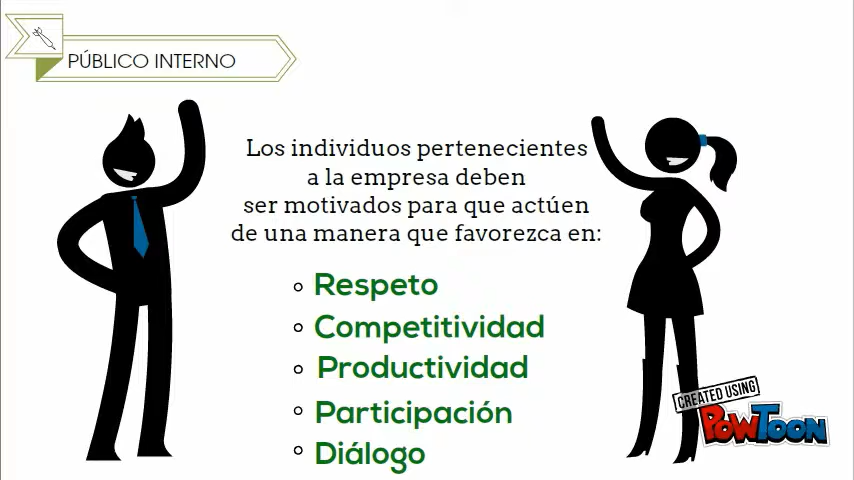 PÚBLICO INTERNO
Los individuos pertenecientes
a la empresa deben
ser motivados para que actúen
de una manera que favorezca en:
Respeto
Competitividad
Productividad
Participación
Diálogo
CREATED USING
POWTOON